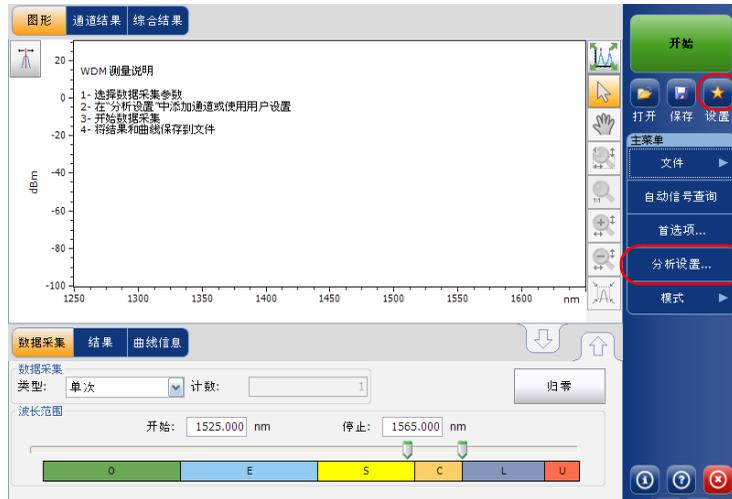 图形 通道结果 综合结果
开始
20
WDM 测量说明
1- 选择数据采集参数
2- 在“分析设置”中添加通道或使用用户设置
3- 开始数据采集
4- 将结果和曲线保存到文件
0
-20
-40
-60
-80
-100
dBm
1250 1300 1350 1400 1450 1500 1550 1600 nm
1:1
打开 保存 设置
主菜单
文件
自动信号查询
首选项...
分析设置...
模式
数据采集 结果 曲线信息
数据采集
类型: 单次 计数: 1 归零
波长范围
开始: 1525.000 nm 停止: 1565.000 nm
O E S C L U